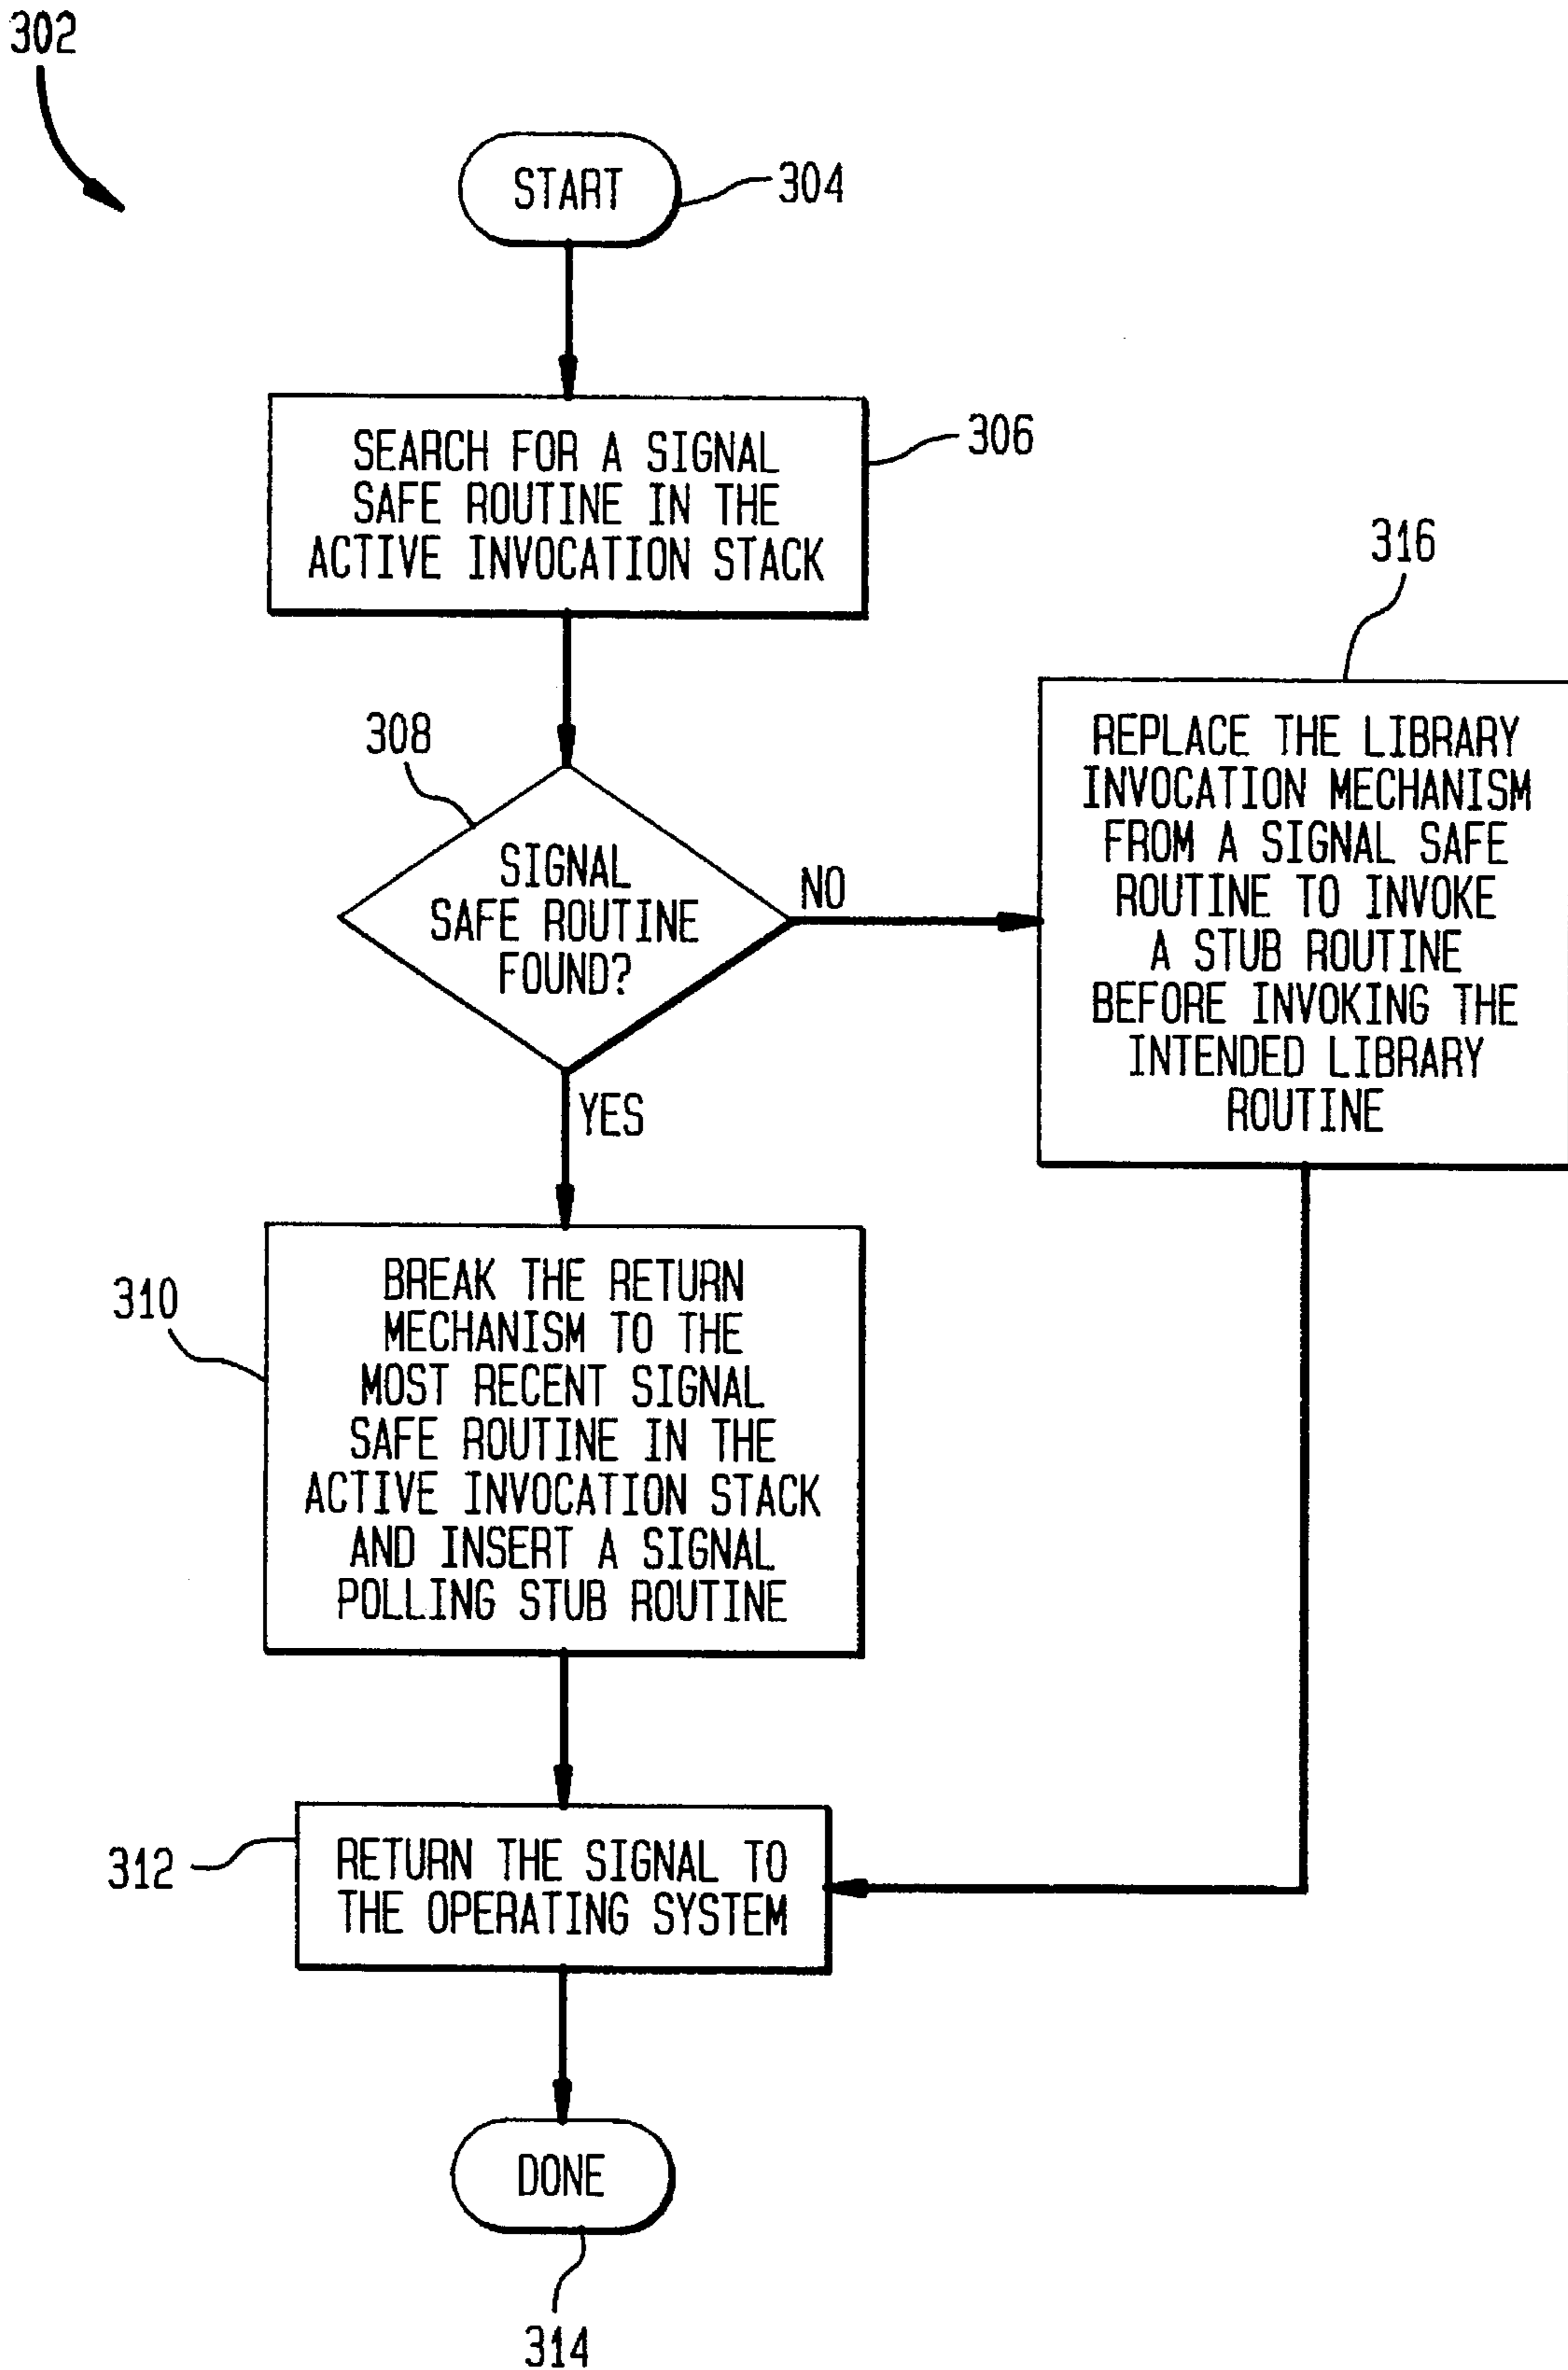 302
START
304
SEARCH FOR A SIGNAL
SAFE ROUTINE IN THE
ACTIVE INVOCATION STACK
306
308
SIGNAL
SAFE ROUTINE
FOUND?
NO
YES
316
REPLACE THE LIBRARY
INVOCATION MECHANISM
FROM A SIGNAL SAFE
ROUTINE TO INVOKE
A STUB ROUTINE
BEFORE INVOKING THE
INTENDED LIBRARY
ROUTINE
310
BREAK THE RETURN
MECHANISM TO THE
MOST RECENT SIGNAL
SAFE ROUTINE IN THE
ACTIVE INVOCATION STACK
AND INSERT A SIGNAL
POLLING STUB ROUTINE
312
RETURN THE SIGNAL TO
THE OPERATING SYSTEM
DONE
314